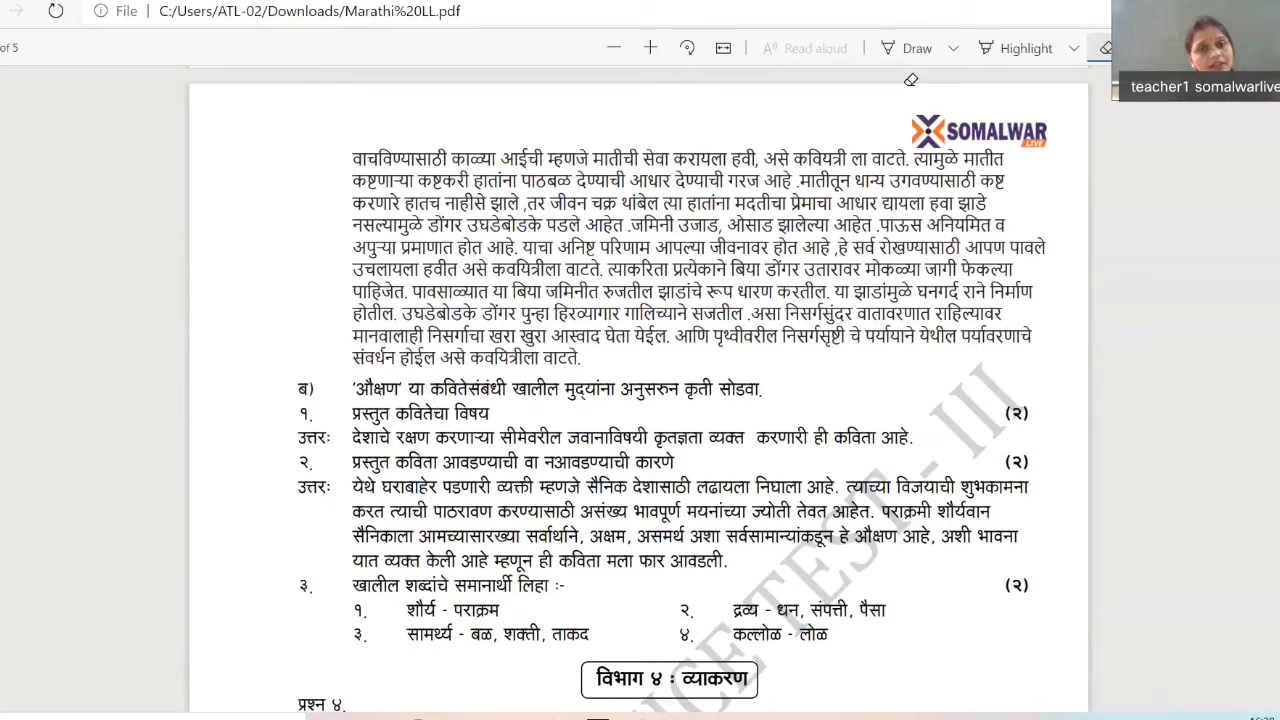 File C:/Users/ATL-02/Downloads/Marathi%20LL.pdf
of 5
Read aloud Draw Highlight
teacher1 somalwarlive
SOMALWAR
LIVE
वाचविण्यासाठी काळ्या आईची म्हणजे मातीची सेवा करायला हवी, असे कवियत्री ला वाटते. त्यामुळे मातीत
कष्टणाऱ्या कष्टकरी हातांना पाठबळ देण्याची आधार देण्याची गरज आहे .मातीतून धान्य उगवण्यासाठी कष्ट
करणारे हातच नाहीसे झाले ,तर जीवन चक्र थांबेल त्या हातांना मदतीचा प्रेमाचा आधार द्यायला हवा झाडे
नसल्यामुळे डोंगर उघडेबोडके पडले आहेत .जमिनी उजाड, ओसाड झालेल्या आहेत .पाऊस अनियमित व
अपुऱ्या प्रमाणात होत आहे. याचा अनिष्ट परिणाम आपल्या जीवनावर होत आहे ,हे सर्व रोखण्यासाठी आपण पावले
उचलायला हवीत असे कवयित्रीला वाटते. त्याकरिता प्रत्येकाने बिया डोंगर उतारावर मोकळ्या जागी फेकल्या
पाहिजेत. पावसाळ्यात या बिया जमिनीत रुजतील झाडांचे रूप धारण करतील. या झाडांमुळे घनगर्द राने निर्माण
होतील. उघडेबोडके डोंगर पुन्हा हिरव्यागार गालिच्याने सजतील .असा निसर्गसुंदर वातावरणात राहिल्यावर
मानवालाही निसर्गाचा खरा खुरा आस्वाद घेता येईल. आणि पृथ्वीवरील निसर्गसृष्टी चे पर्यायाने येथील पर्यावरणाचे
संवर्धन होईल असे कवयित्रीला वाटते.
ब) 'औक्षण' या कवितेसंबंधी खालील मुद्‌यांना अनुसरुन कृती सोडवा.
१. प्रस्तुत कवितेचा विषय (२)
उत्तरः देशाचे रक्षण करणाऱ्या सीमेवरील जवानाविषयी कृतज्ञता व्यक्त करणारी ही कविता आहे.
२. प्रस्तुत कविता आवडण्याची वा नआवडण्याची कारणे (२)
उत्तरः येथे घराबाहेर पडणारी व्यक्ती म्हणजे सैनिक देशासाठी लढायला निघाला आहे. त्याच्या विजयाची शुभकामना
करत त्याची पाठरावण करण्यासाठी असंख्य भावपूर्ण मयनांच्या ज्योती तेवत आहेत. पराक्रमी शौर्यवान
सैनिकाला आमच्यासारख्या सर्वार्थाने, अक्षम, असमर्थ अशा सर्वसामान्यांकडून हे औक्षण आहे, अशी भावना
यात व्यक्त केली आहे म्हणून ही कविता मला फार आवडली.
३. खालील शब्दांचे समानार्थी लिहा :- (२)
१. शौर्य - पराक्रम २. द्रव्य - धन, संपत्ती, पैसा
३. सामर्थ्य - बळ, शक्ती, ताकद ४. कल्लोळ - लोळ
विभाग ४ : व्याकरण
प्रश्न ४.